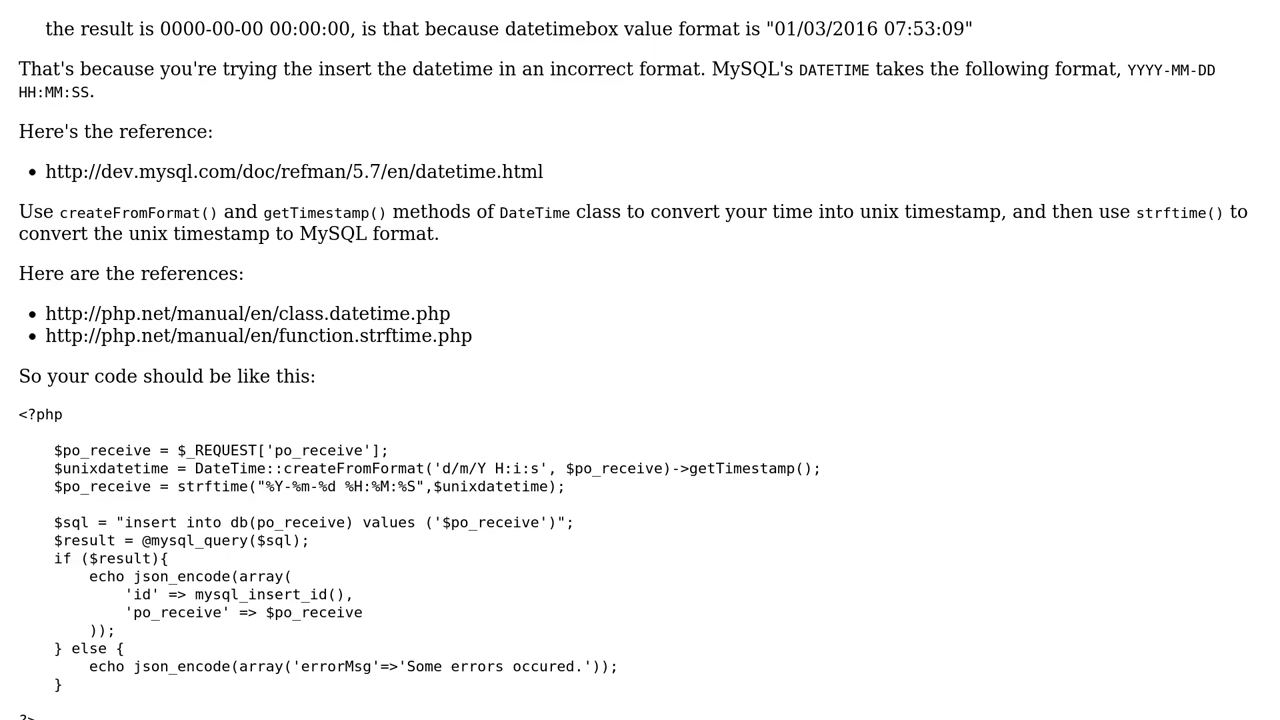 the result is 0000-00-00 00:00:00, is that because datetimebox value format is "01/03/2016 07:53:09"
That's because you're trying the insert the datetime in an incorrect format. MySQL's DATETIME takes the following format, YYYY-MM-DD
HH:MM:SS.
Here's the reference:
• http://dev.mysql.com/doc/refman/5.7/en/datetime.html
Use createFromFormat() and getTimestamp() methods of DateTime class to convert your time into unix timestamp, and then use strftime() to
convert the unix timestamp to MySQL format.
Here are the references:
• http://php.net/manual/en/class.datetime.php
• http://php.net/manual/en/function.strftime.php
So your code should be like this:
<?php
    $po_receive = $_REQUEST['po_receive'];
    $unixdatetime = DateTime::createFromFormat('d/m/Y H:i:s', $po_receive)->getTimestamp();
    $po_receive = strftime("%Y-%m-%d %H:%M:%S",$unixdatetime);
    $sql = "insert into db(po_receive) values ('$po_receive')";
    $result = @mysql_query($sql);
    if ($result){
        echo json_encode(array(
            'id' => mysql_insert_id(),
            'po_receive' => $po_receive
        ));
    } else {
        echo json_encode(array('errorMsg'=>'Some errors occured.'));
    }
?>